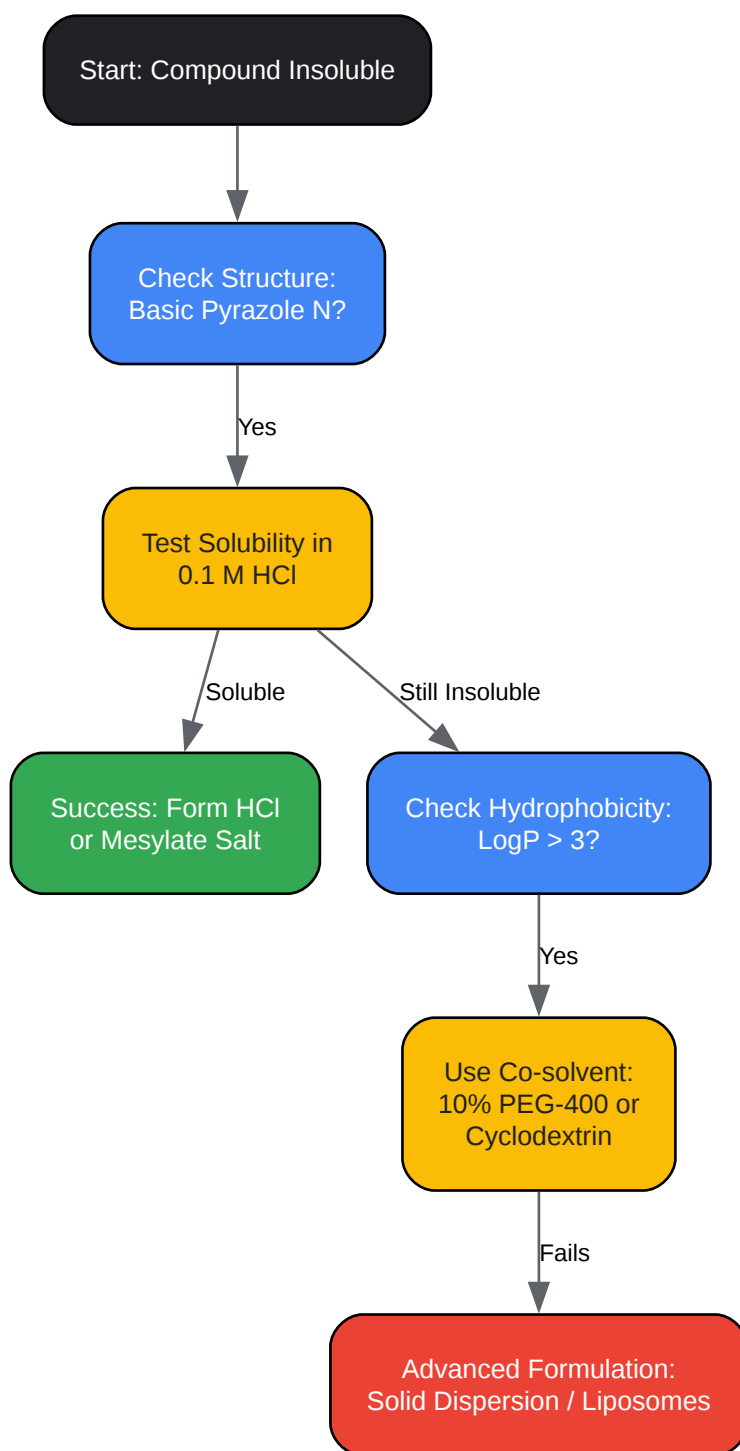 Start: Compound Insoluble
Check Structure:
Basic Pyrazole N?
Yes
Test Solubility in
0.1 M HCl
Soluble
Still Insoluble
Success: Form HCl
or Mesylate Salt
Check Hydrophobicity:
LogP > 3?
Yes
Use Co-solvent:
10% PEG-400 or
Cyclodextrin
Fails
Advanced Formulation:
Solid Dispersion / Liposomes